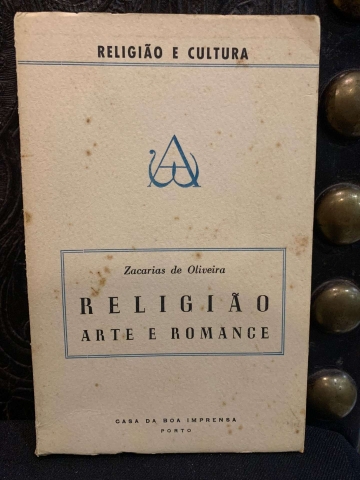 RELIGIÃO E CULTURA
Zacarias de Oliveira
RELIGIÃO
ARTE E ROMANCE
CASA DA BOA IMPRENSA
PORTO